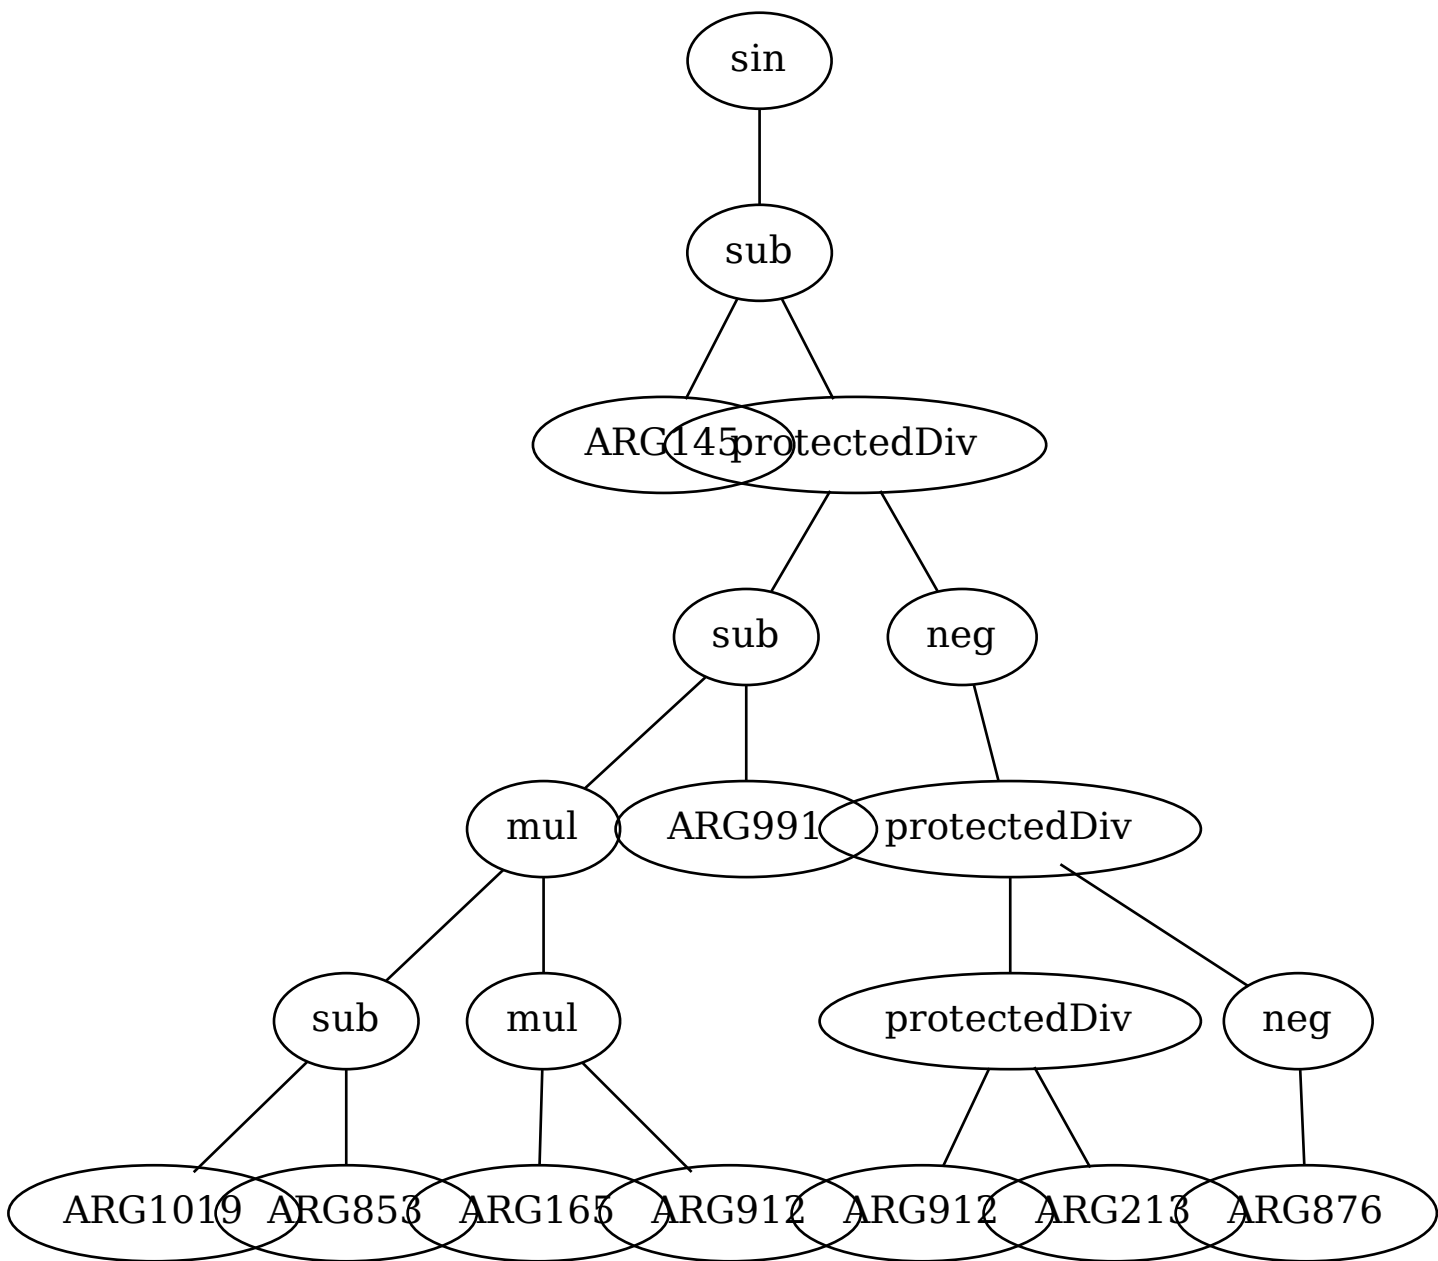 sin
sub
ARG145 protectedDiv
sub neg
mul ARG991 protectedDiv
sub mul protectedDiv neg
ARG1019 ARG853 ARG165 ARG912 ARG912 ARG213 ARG876